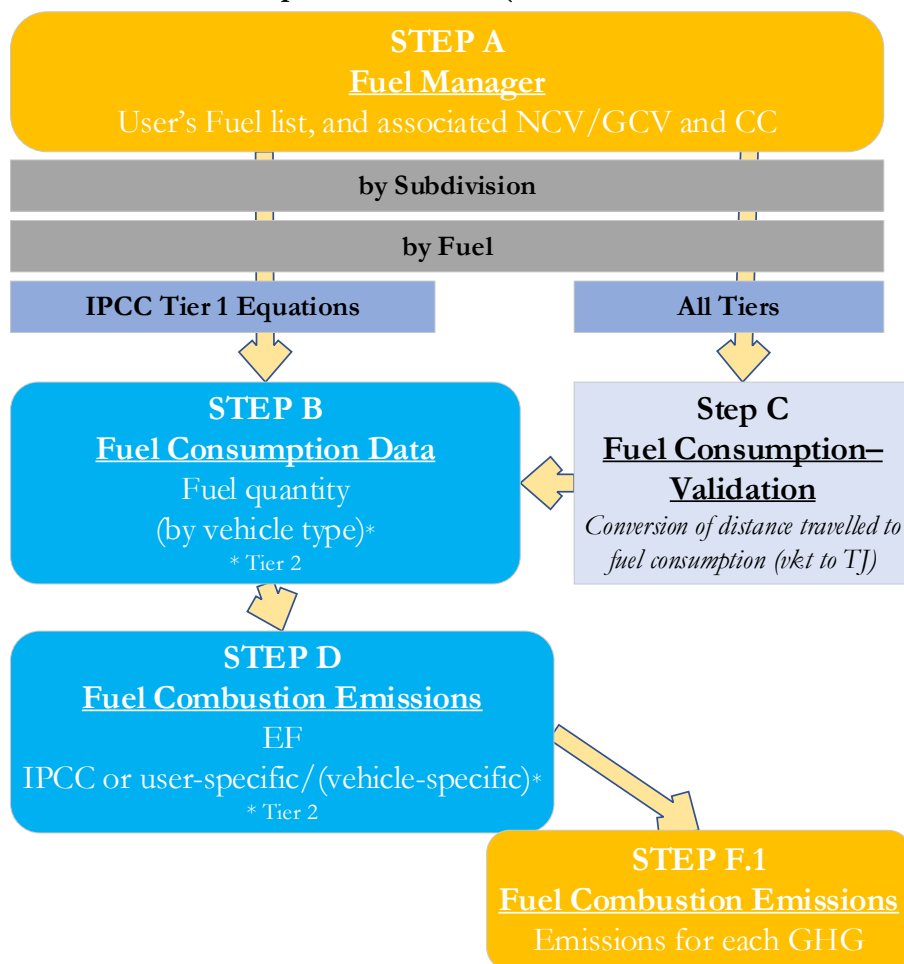 STEP A
Fuel Manager
User's Fuel list, and associated NCV/GCV and CC
by Subdivision
by Fuel
IPCC Tier 1 Equations
All Tiers
STEP B
Fuel Consumption Data
Fuel quantity
(by vehicle type)*
* Tier 2
Step C
Fuel Consumption–
Validation
Conversion of distance travelled to
fuel consumption (vkt to TJ)
STEP D
Fuel Combustion Emissions
EF
IPCC or user-specific/(vehicle-specific)*
* Tier 2
STEP F.1
Fuel Combustion Emissions
Emissions for each GHG